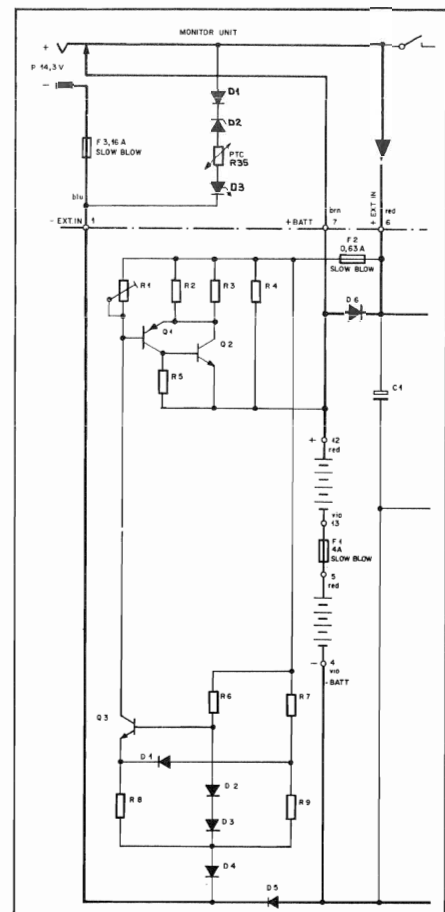 MONITOR UNIT
+
P 14,3 V
-
D1
D2
PTC
R35
D3
F 3,16 A
SLOW BLOW
blu
- EXT. IN 1
brn
+BATT 7
+ EXT IN
red
6
F 2
0,63 A
SLOW BLOW
R1
R2
R3
R4
D 6
Q1
Q2
R5
C1
+ 12
red
vio
13
F 1
4A
SLOW BLOW
5
red
- 4
vio
-BATT
R6
R7
Q3
D1
D2
R8
R9
D3
D4
D5